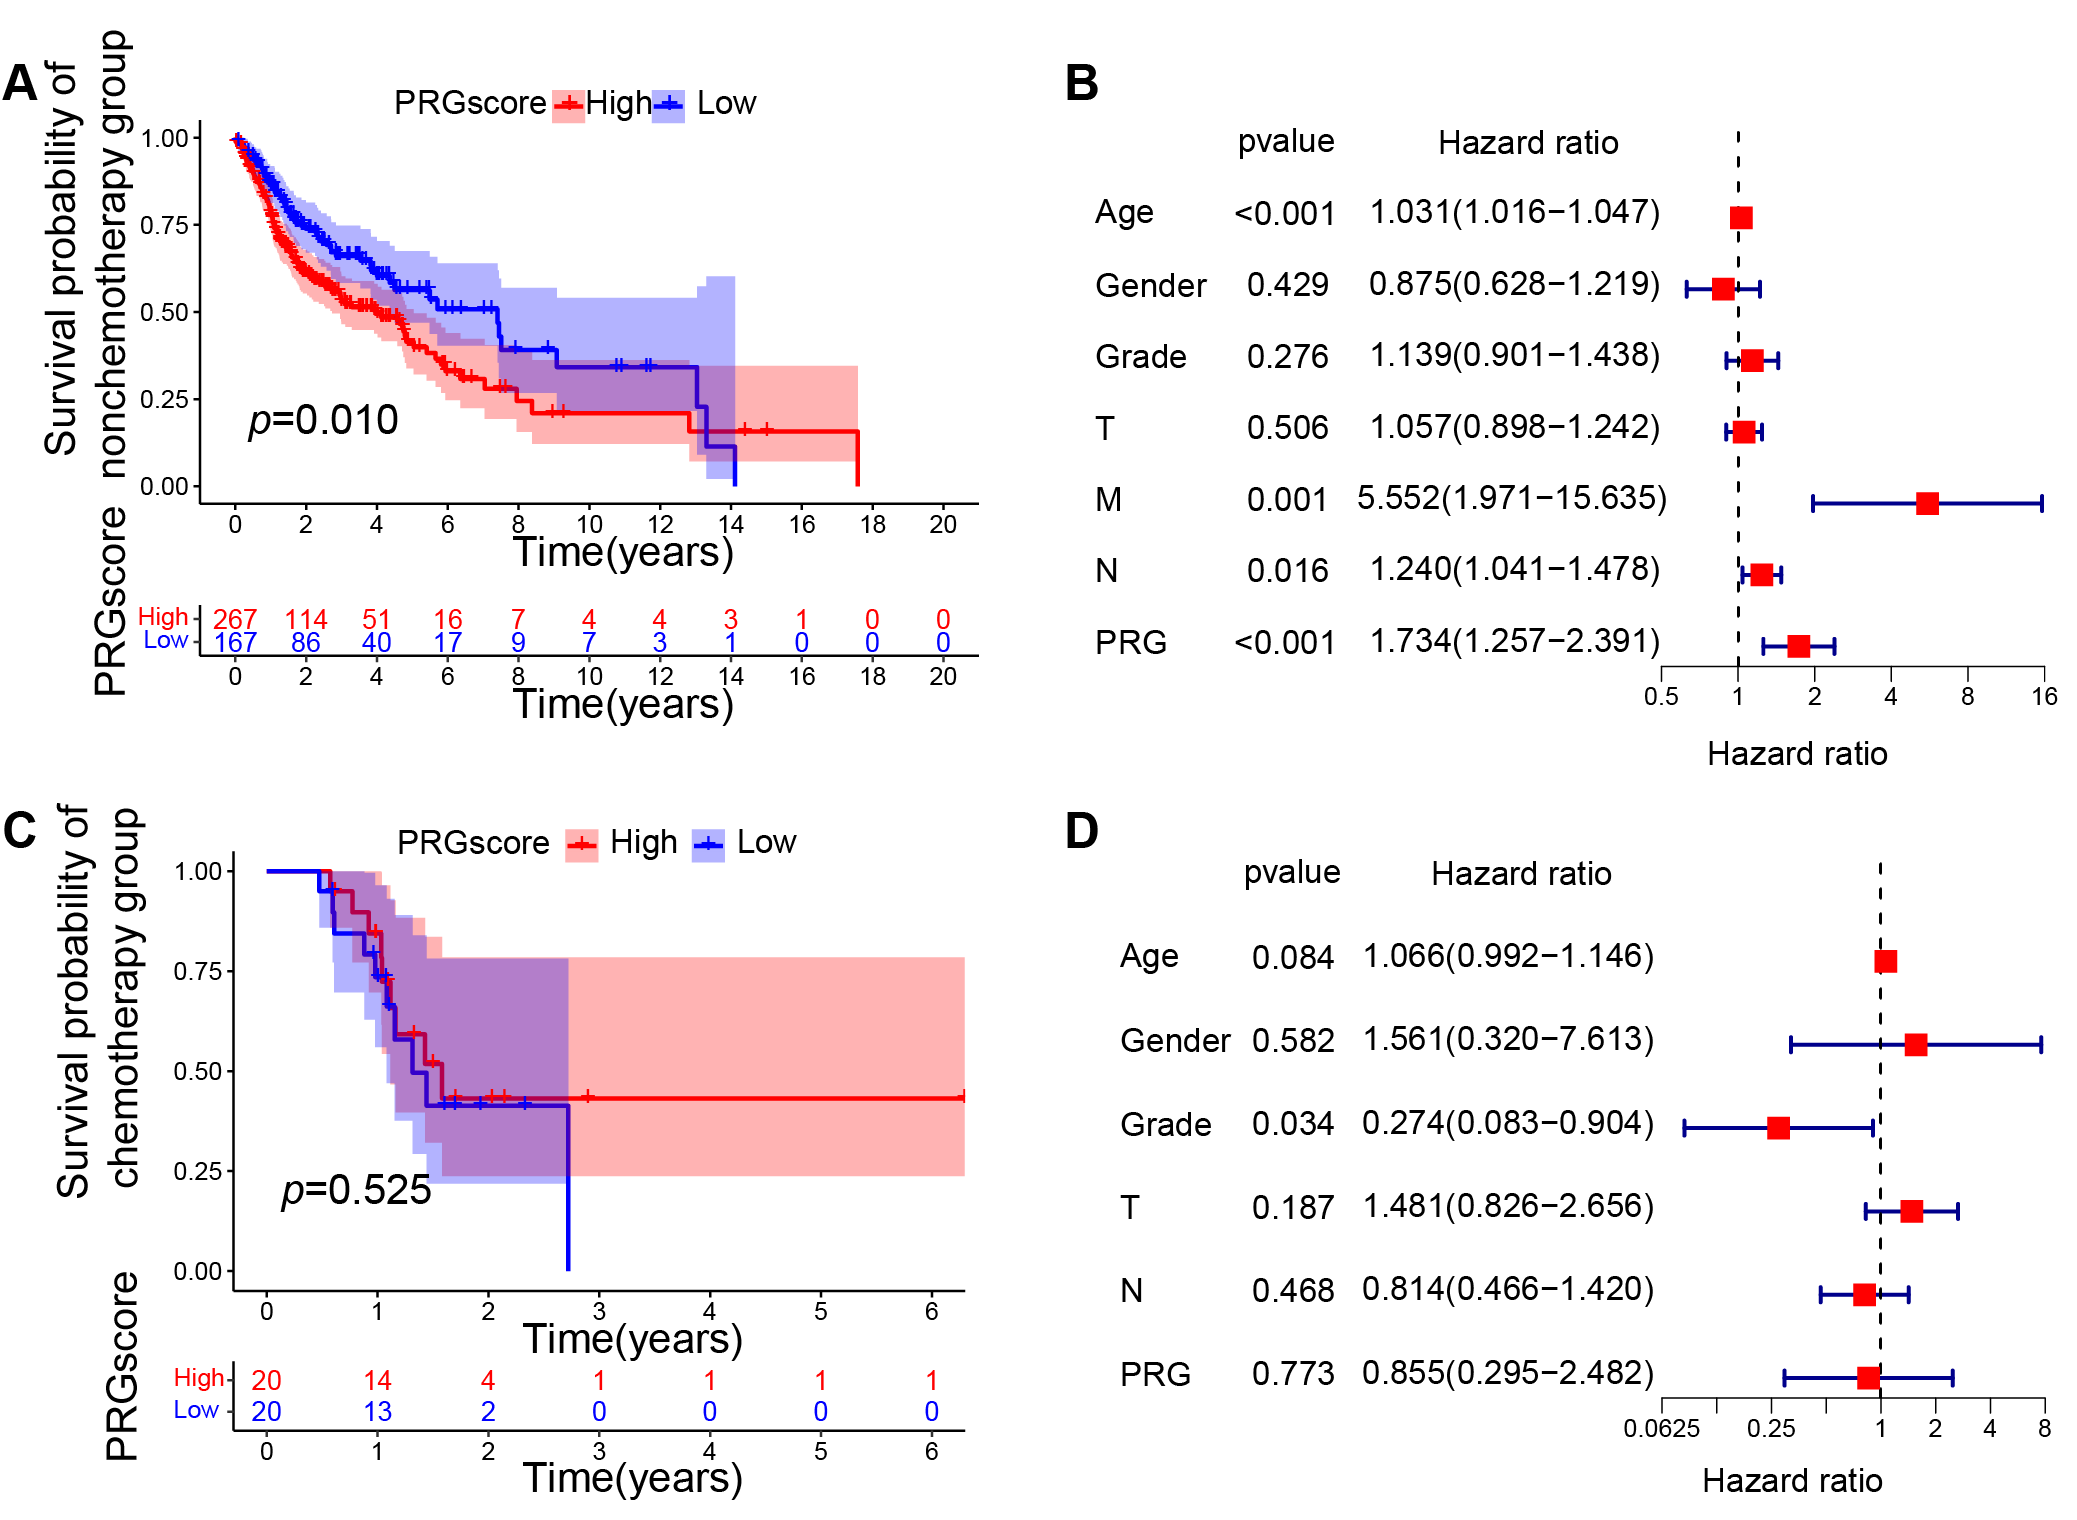 A
Survival probability of
nonchemotherapy group
PRGscore High Low
1.00
0.75
0.50
0.25
0.00
p=0.010
0 2 4 6 8 10 12 14 16 18 20
Time(years)
PRGscore
High 267 114 51 16 7 4 4 3 1 0 0
Low 167 86 40 17 9 7 3 1 0 0 0
0 2 4 6 8 10 12 14 16 18 20
Time(years)
B
pvalue Hazard ratio
Age <0.001 1.031(1.016−1.047)
Gender 0.429 0.875(0.628−1.219)
Grade 0.276 1.139(0.901−1.438)
T 0.506 1.057(0.898−1.242)
M 0.001 5.552(1.971−15.635)
N 0.016 1.240(1.041−1.478)
PRG <0.001 1.734(1.257−2.391)
0.5 1 2 4 8 16
Hazard ratio
C
Survival probability of
chemotherapy group
PRGscore High Low
1.00
0.75
0.50
0.25
0.00
p=0.525
0 1 2 3 4 5 6
Time(years)
PRGscore
High 20 14 4 1 1 1 1
Low 20 13 2 0 0 0 0
0 1 2 3 4 5 6
Time(years)
D
pvalue Hazard ratio
Age 0.084 1.066(0.992−1.146)
Gender 0.582 1.561(0.320−7.613)
Grade 0.034 0.274(0.083−0.904)
T 0.187 1.481(0.826−2.656)
N 0.468 0.814(0.466−1.420)
PRG 0.773 0.855(0.295−2.482)
0.0625 0.25 1 2 4 8
Hazard ratio